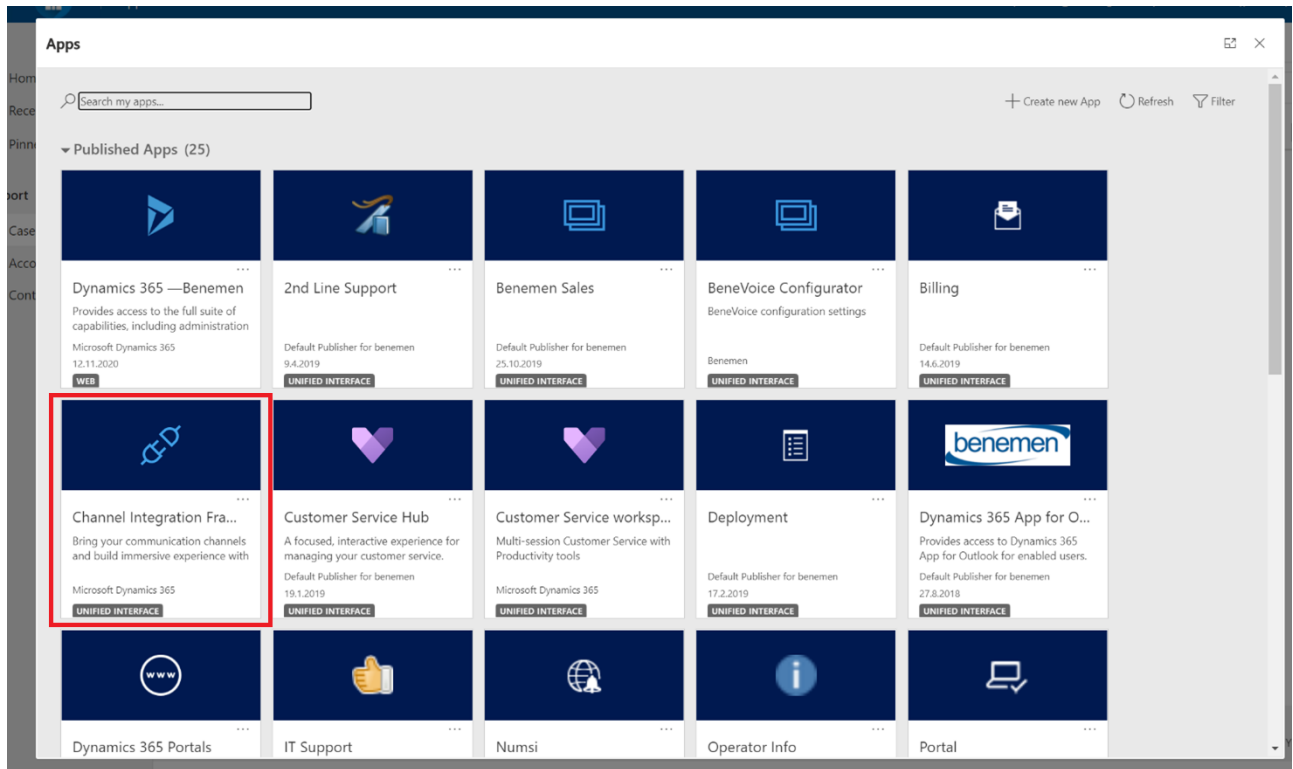 Apps
Hom
Search my apps...
Create new App
Refresh
Filter
Rece
Pinn
Published Apps (25)
port
Case
Acco
Cont
Dynamics 365 —Benemen
Provides access to the full suite of
capabilities, including administration
Microsoft Dynamics 365
12.11.2020
WEB
2nd Line Support
Default Publisher for benemen
9.4.2019
UNIFIED INTERFACE
Benemen Sales
Default Publisher for benemen
25.10.2019
UNIFIED INTERFACE
BeneVoice Configurator
BeneVoice configuration settings
Benemen
UNIFIED INTERFACE
Billing
Default Publisher for benemen
14.6.2019
UNIFIED INTERFACE
Channel Integration Fra...
Bring your communication channels
and build immersive experience with
Microsoft Dynamics 365
UNIFIED INTERFACE
Customer Service Hub
A focused, interactive experience for
managing your customer service.
Default Publisher for benemen
19.1.2019
UNIFIED INTERFACE
Customer Service worksp...
Multi-session Customer Service with
Productivity tools
Microsoft Dynamics 365
UNIFIED INTERFACE
Deployment
Default Publisher for benemen
17.2.2019
UNIFIED INTERFACE
benemen
Dynamics 365 App for O...
Provides access to Dynamics 365
App for Outlook for enabled users.
Default Publisher for benemen
27.8.2018
UNIFIED INTERFACE
www
Dynamics 365 Portals
IT Support
Numsi
Operator Info
Portal